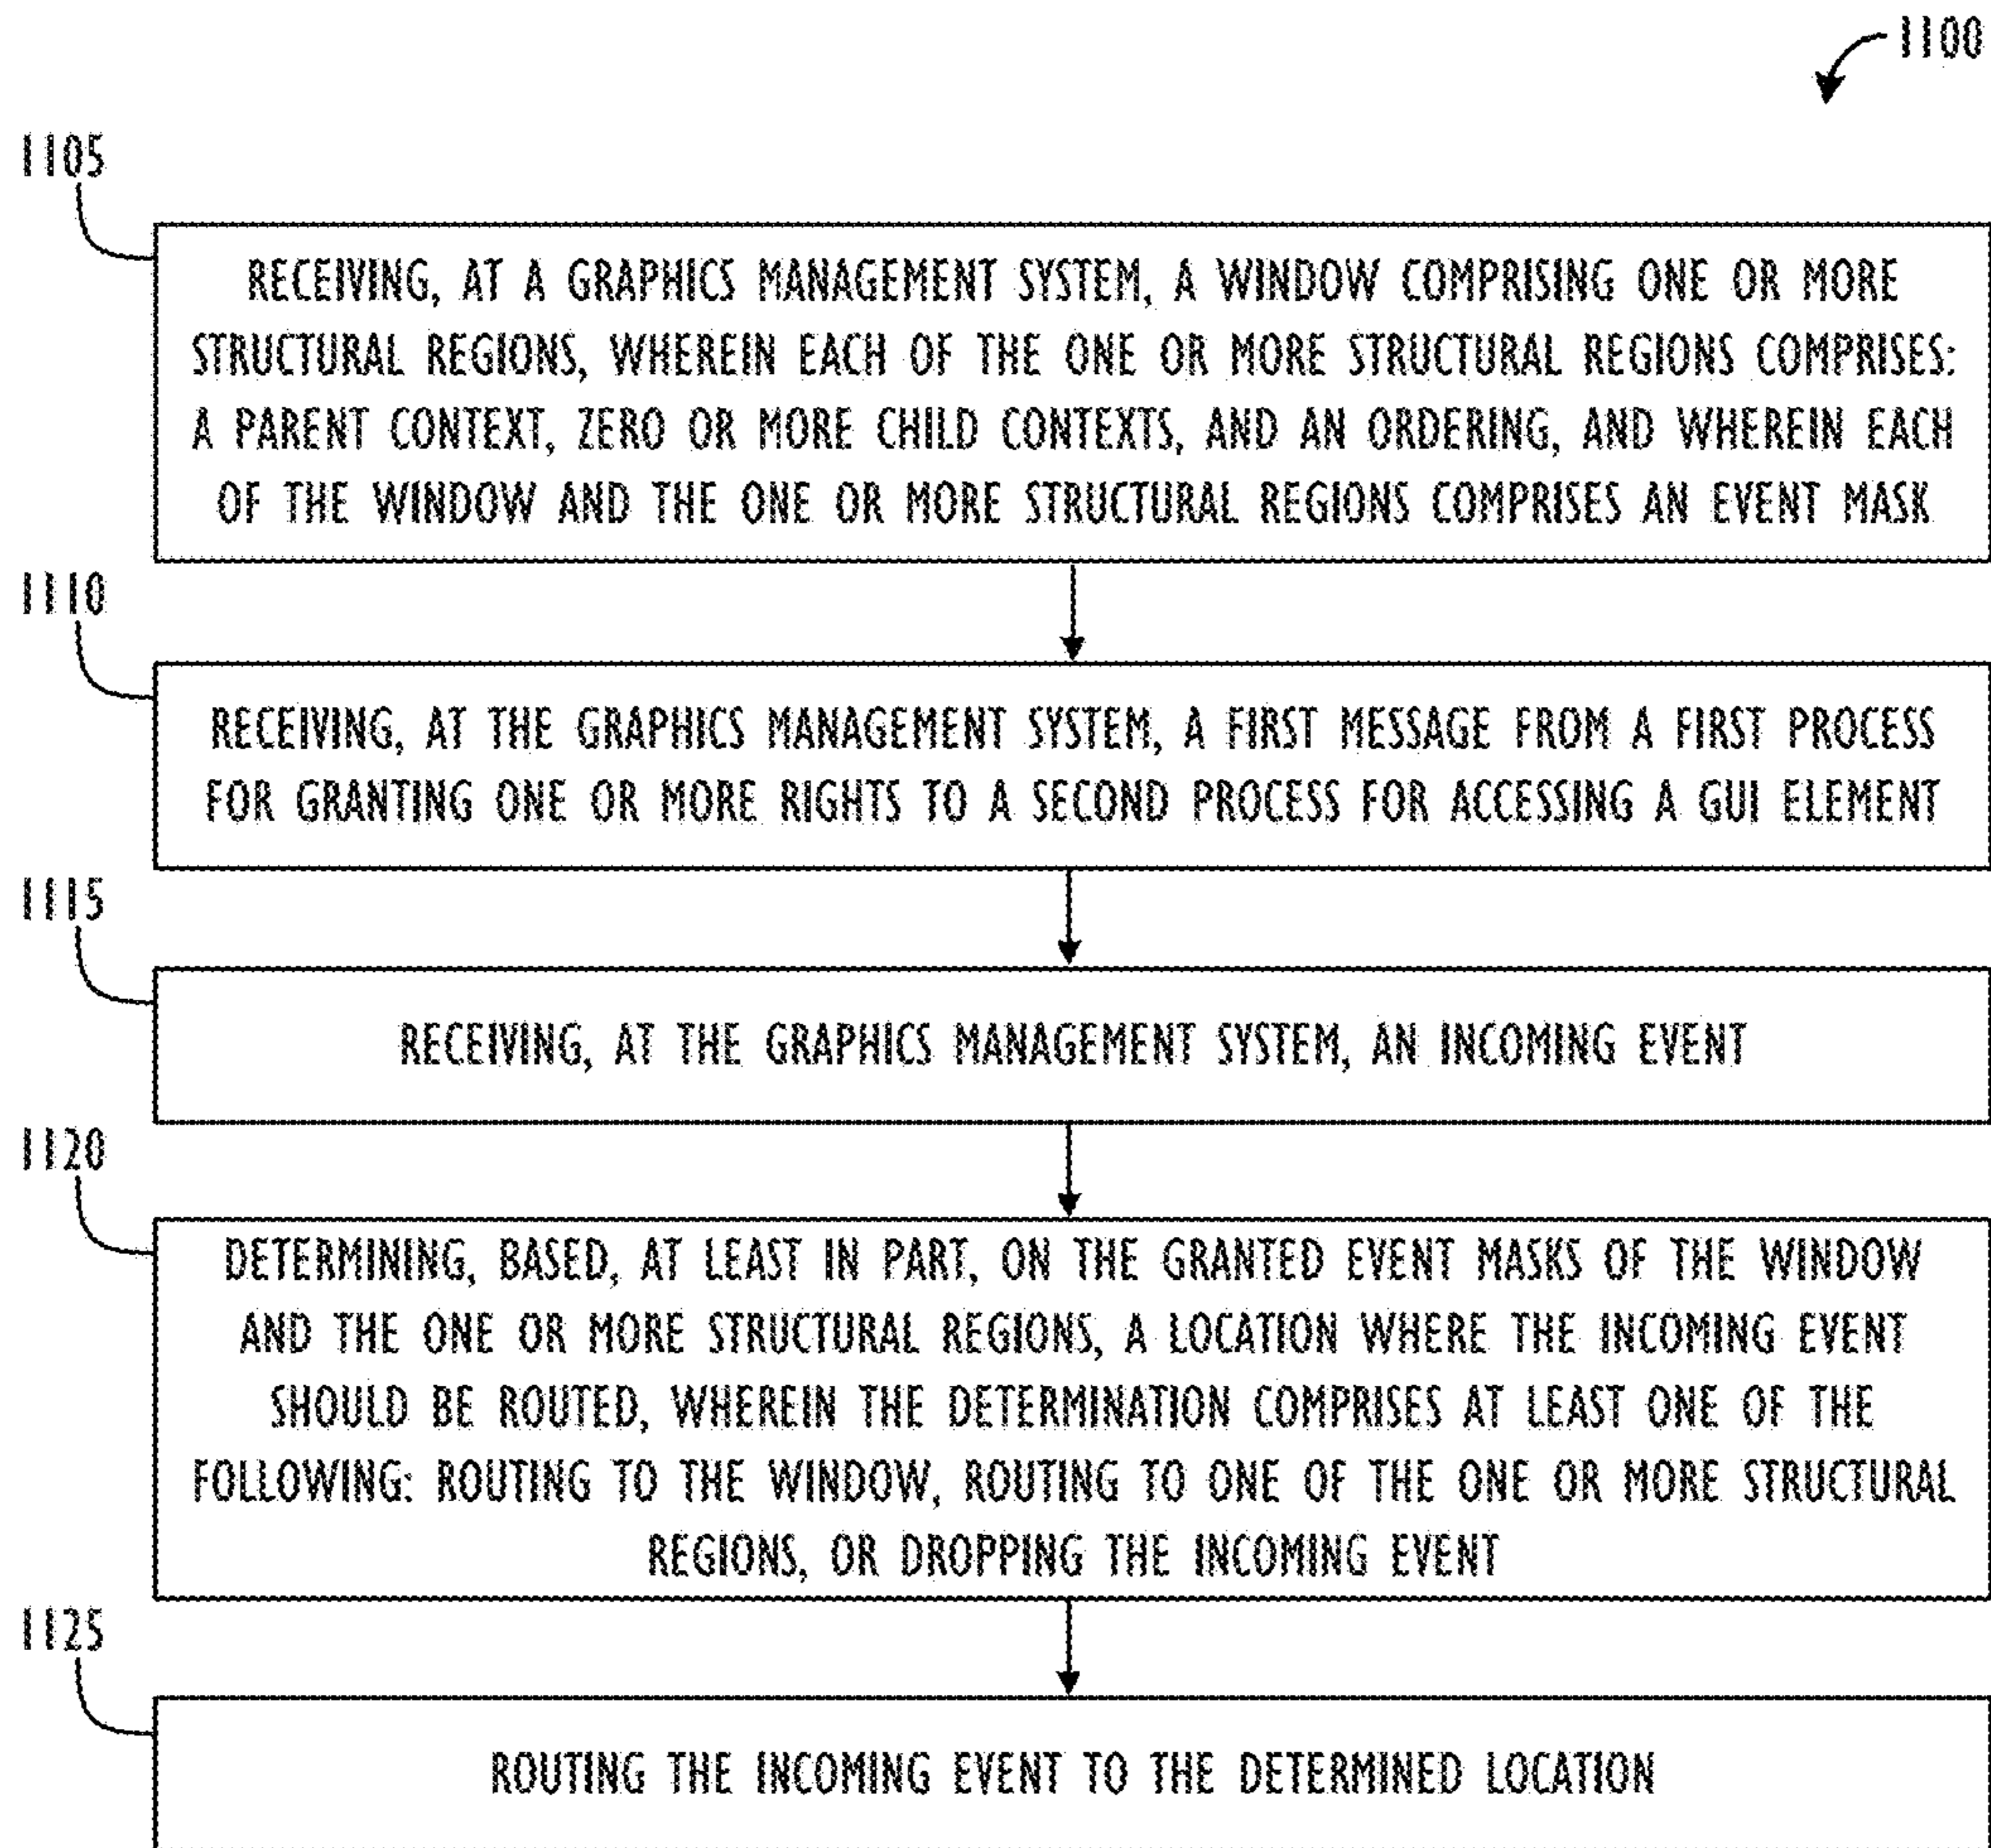 1100
1105
RECEIVING, AT A GRAPHICS MANAGEMENT SYSTEM, A WINDOW COMPRISING ONE OR MORE
STRUCTURAL REGIONS, WHEREIN EACH OF THE ONE OR MORE STRUCTURAL REGIONS COMPRISES:
A PARENT CONTEXT, ZERO OR MORE CHILD CONTEXTS, AND AN ORDERING, AND WHEREIN EACH
OF THE WINDOW AND THE ONE OR MORE STRUCTURAL REGIONS COMPRISES AN EVENT MASK
1110
RECEIVING, AT THE GRAPHICS MANAGEMENT SYSTEM, A FIRST MESSAGE FROM A FIRST PROCESS
FOR GRANTING ONE OR MORE RIGHTS TO A SECOND PROCESS FOR ACCESSING A GUI ELEMENT
1115
RECEIVING, AT THE GRAPHICS MANAGEMENT SYSTEM, AN INCOMING EVENT
1120
DETERMINING, BASED, AT LEAST IN PART, ON THE GRANTED EVENT MASKS OF THE WINDOW
AND THE ONE OR MORE STRUCTURAL REGIONS, A LOCATION WHERE THE INCOMING EVENT
SHOULD BE ROUTED, WHEREIN THE DETERMINATION COMPRISES AT LEAST ONE OF THE
FOLLOWING: ROUTING TO THE WINDOW, ROUTING TO ONE OF THE ONE OR MORE STRUCTURAL
REGIONS, OR DROPPING THE INCOMING EVENT
1125
ROUTING THE INCOMING EVENT TO THE DETERMINED LOCATION